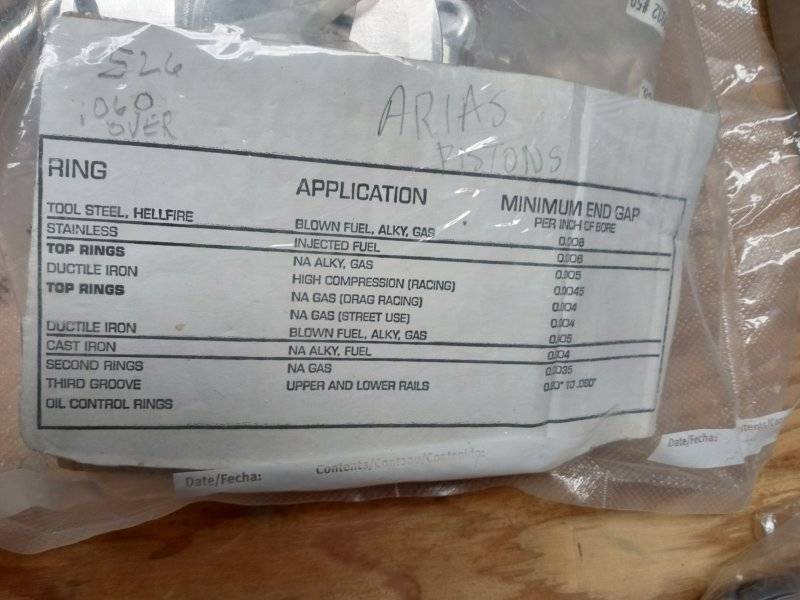 526
.060
OVER
ARIAS
PISTONS
RING APPLICATION MINIMUM END GAP
PER INCH OF BORE
TOOL STEEL, HELLFIRE BLOWN FUEL, ALKY, GAS 0.008
STAINLESS INJECTED FUEL 0.006
TOP RINGS NA ALKY, GAS 0.005
DUCTILE IRON HIGH COMPRESSION (RACING) 0.0045
TOP RINGS NA GAS (DRAG RACING) 0.004
NA GAS (STREET USE) 0.004
DUCTILE IRON BLOWN FUEL, ALKY, GAS 0.005
CAST IRON NA ALKY, FUEL 0.004
SECOND RINGS NA GAS 0.0035
THIRD GROOVE UPPER AND LOWER RAILS TO
OIL CONTROL RINGS
Date/Fecha: Contents/Contenu/Contenido:
Date/Fecha: